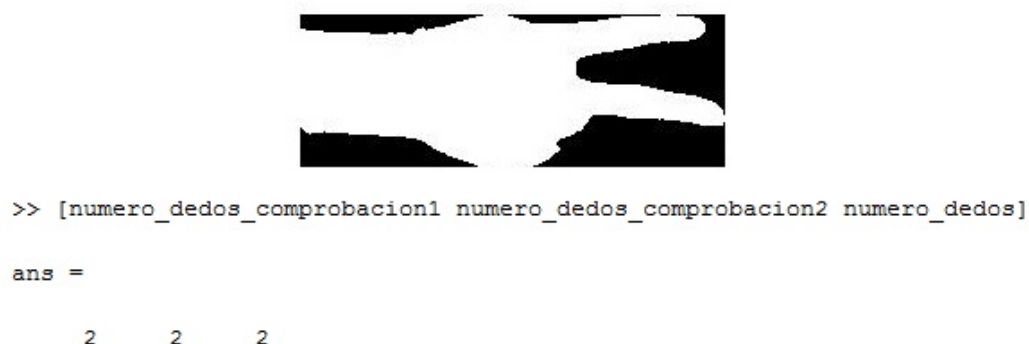 >> [numero_dedos_comprobacion1 numero_dedos_comprobacion2 numero_dedos]
ans =
2 2 2